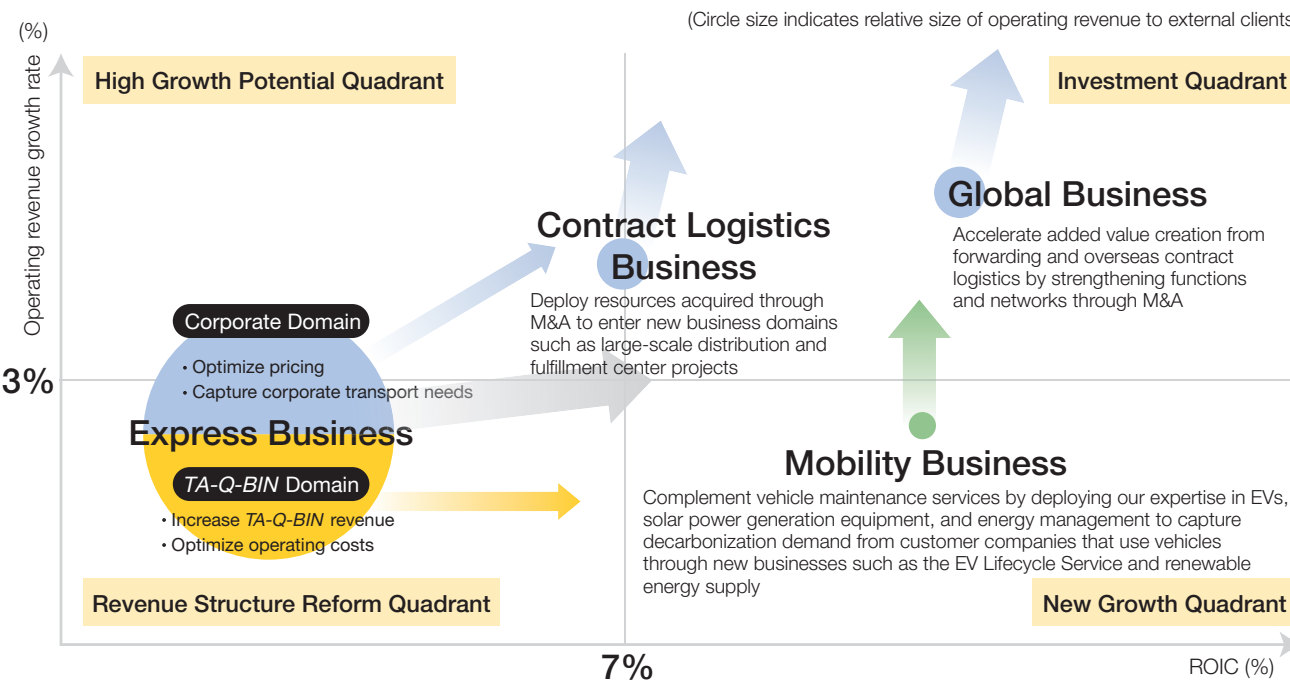 (Circle size indicates relative size of operating revenue to external clients
(%)
Operating revenue growth rate
High Growth Potential Quadrant
Investment Quadrant
Global Business
Accelerate added value creation from
forwarding and overseas contract
logistics by strengthening functions
and networks through M&A
Contract Logistics
Business
Deploy resources acquired through
M&A to enter new business domains
such as large-scale distribution and
fulfillment center projects
Corporate Domain
• Optimize pricing
• Capture corporate transport needs
3%
Express Business
TA-Q-BIN Domain
• Increase TA-Q-BIN revenue
• Optimize operating costs
Mobility Business
Complement vehicle maintenance services by deploying our expertise in EVs,
solar power generation equipment, and energy management to capture
decarbonization demand from customer companies that use vehicles
through new businesses such as the EV Lifecycle Service and renewable
energy supply
Revenue Structure Reform Quadrant
New Growth Quadrant
7%
ROIC (%)